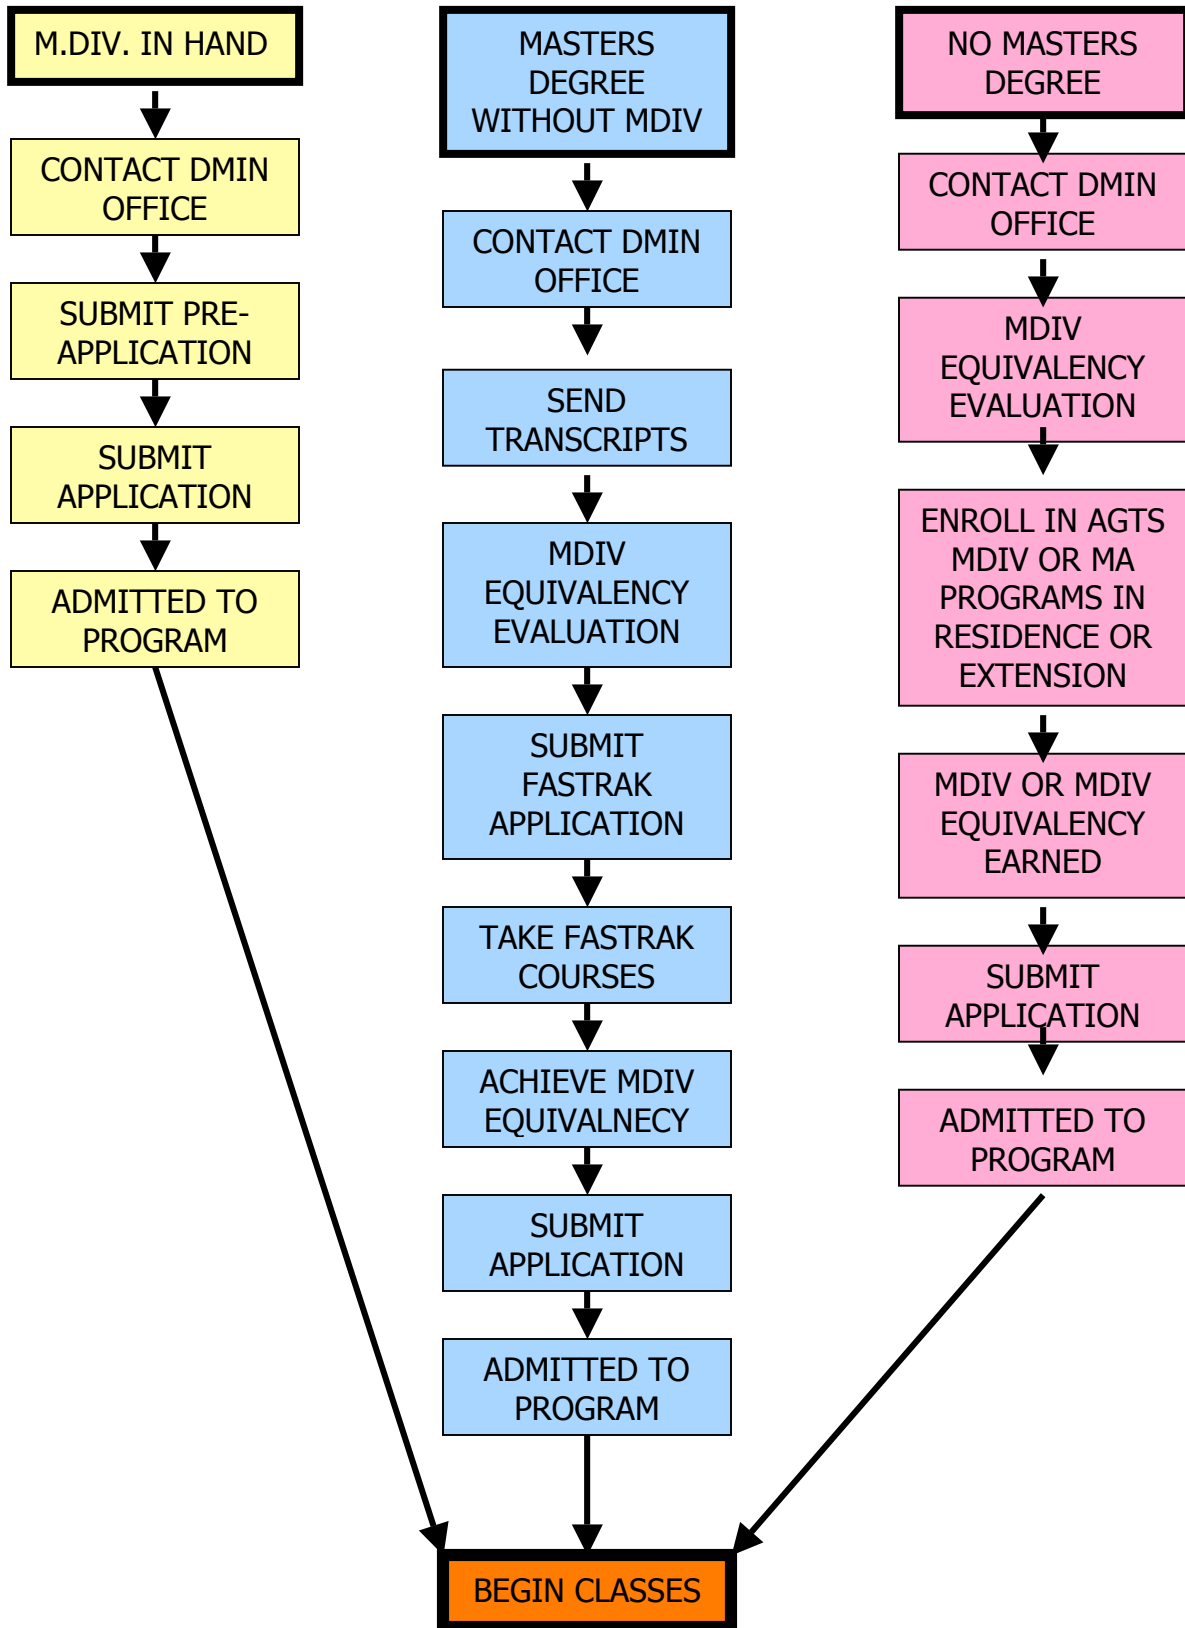 M.DIV. IN HAND
CONTACT DMIN
OFFICE
SUBMIT PRE-
APPLICATION
SUBMIT
APPLICATION
ADMITTED TO
PROGRAM
MASTERS
DEGREE
WITHOUT MDIV
CONTACT DMIN
OFFICE
SEND
TRANSCRIPTS
MDIV
EQUIVALENCY
EVALUATION
SUBMIT
FASTRAK
APPLICATION
TAKE FASTRAK
COURSES
ACHIEVE MDIV
EQUIVALNECY
SUBMIT
APPLICATION
ADMITTED TO
PROGRAM
NO MASTERS
DEGREE
CONTACT DMIN
OFFICE
MDIV
EQUIVALENCY
EVALUATION
ENROLL IN AGTS
MDIV OR MA
PROGRAMS IN
RESIDENCE OR
EXTENSION
MDIV OR MDIV
EQUIVALENCY
EARNED
SUBMIT
APPLICATION
ADMITTED TO
PROGRAM
BEGIN CLASSES